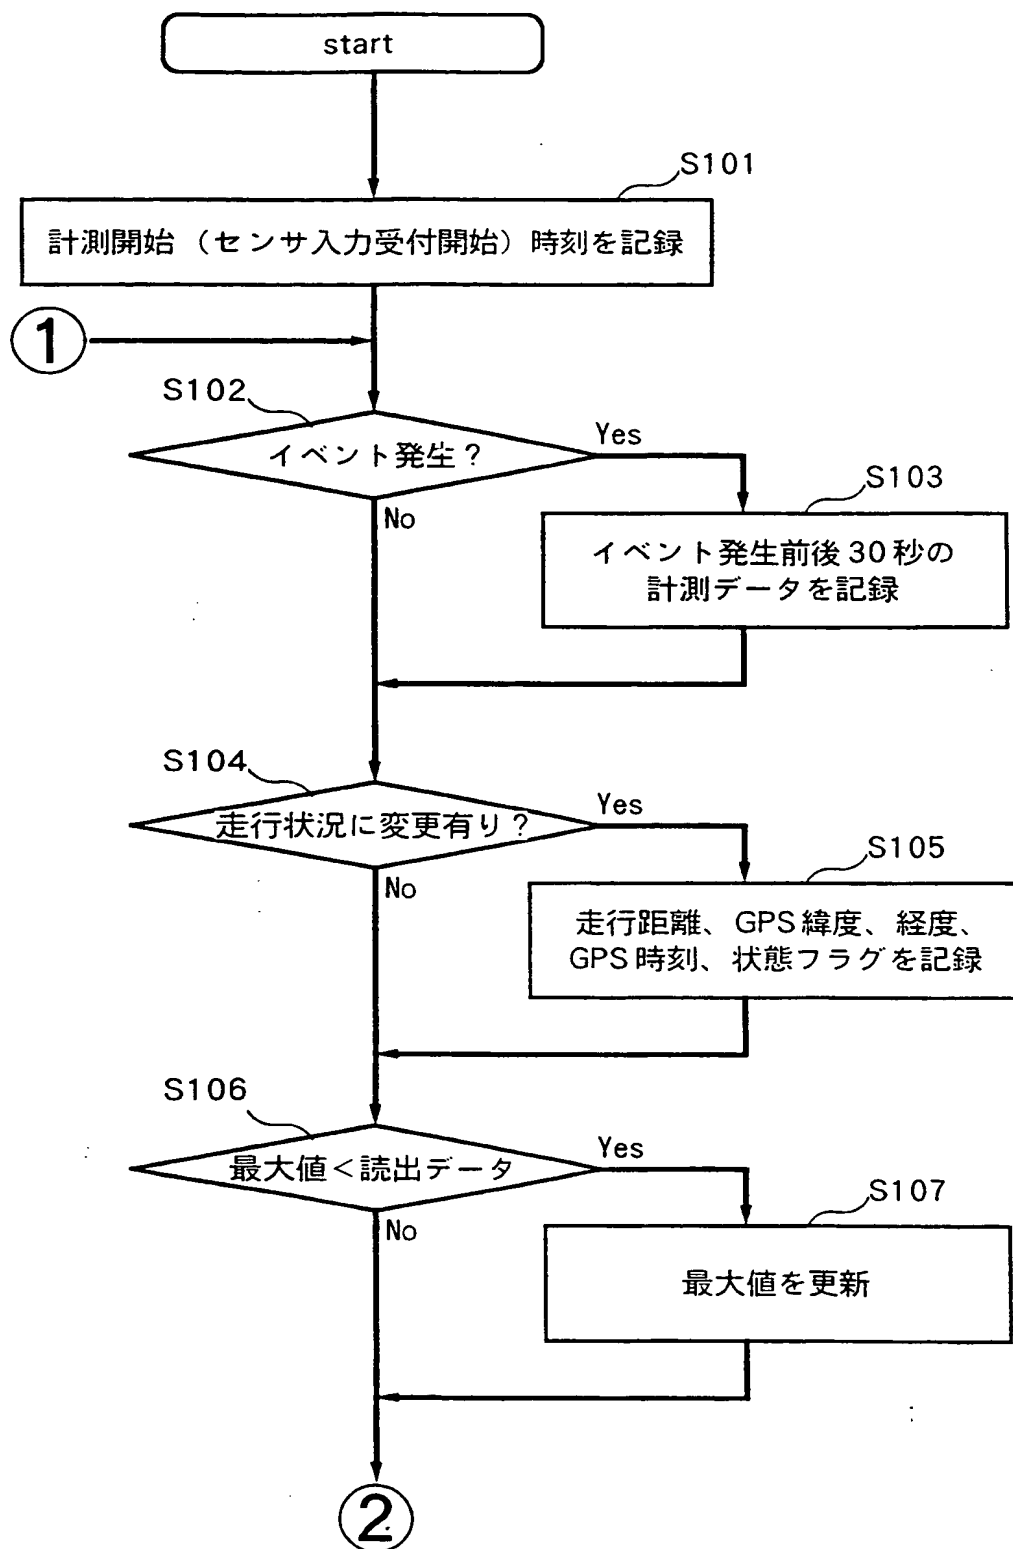 start
S101
計測開始（センサ入力受付開始）時刻を記録
①
S102
イベント発生？
Yes
No
S103
イベント発生前後30秒の
計測データを記録
S104
走行状況に変更有り？
Yes
No
S105
走行距離、GPS緯度、経度、
GPS時刻、状態フラグを記録
S106
最大値＜読出データ
Yes
No
S107
最大値を更新
②